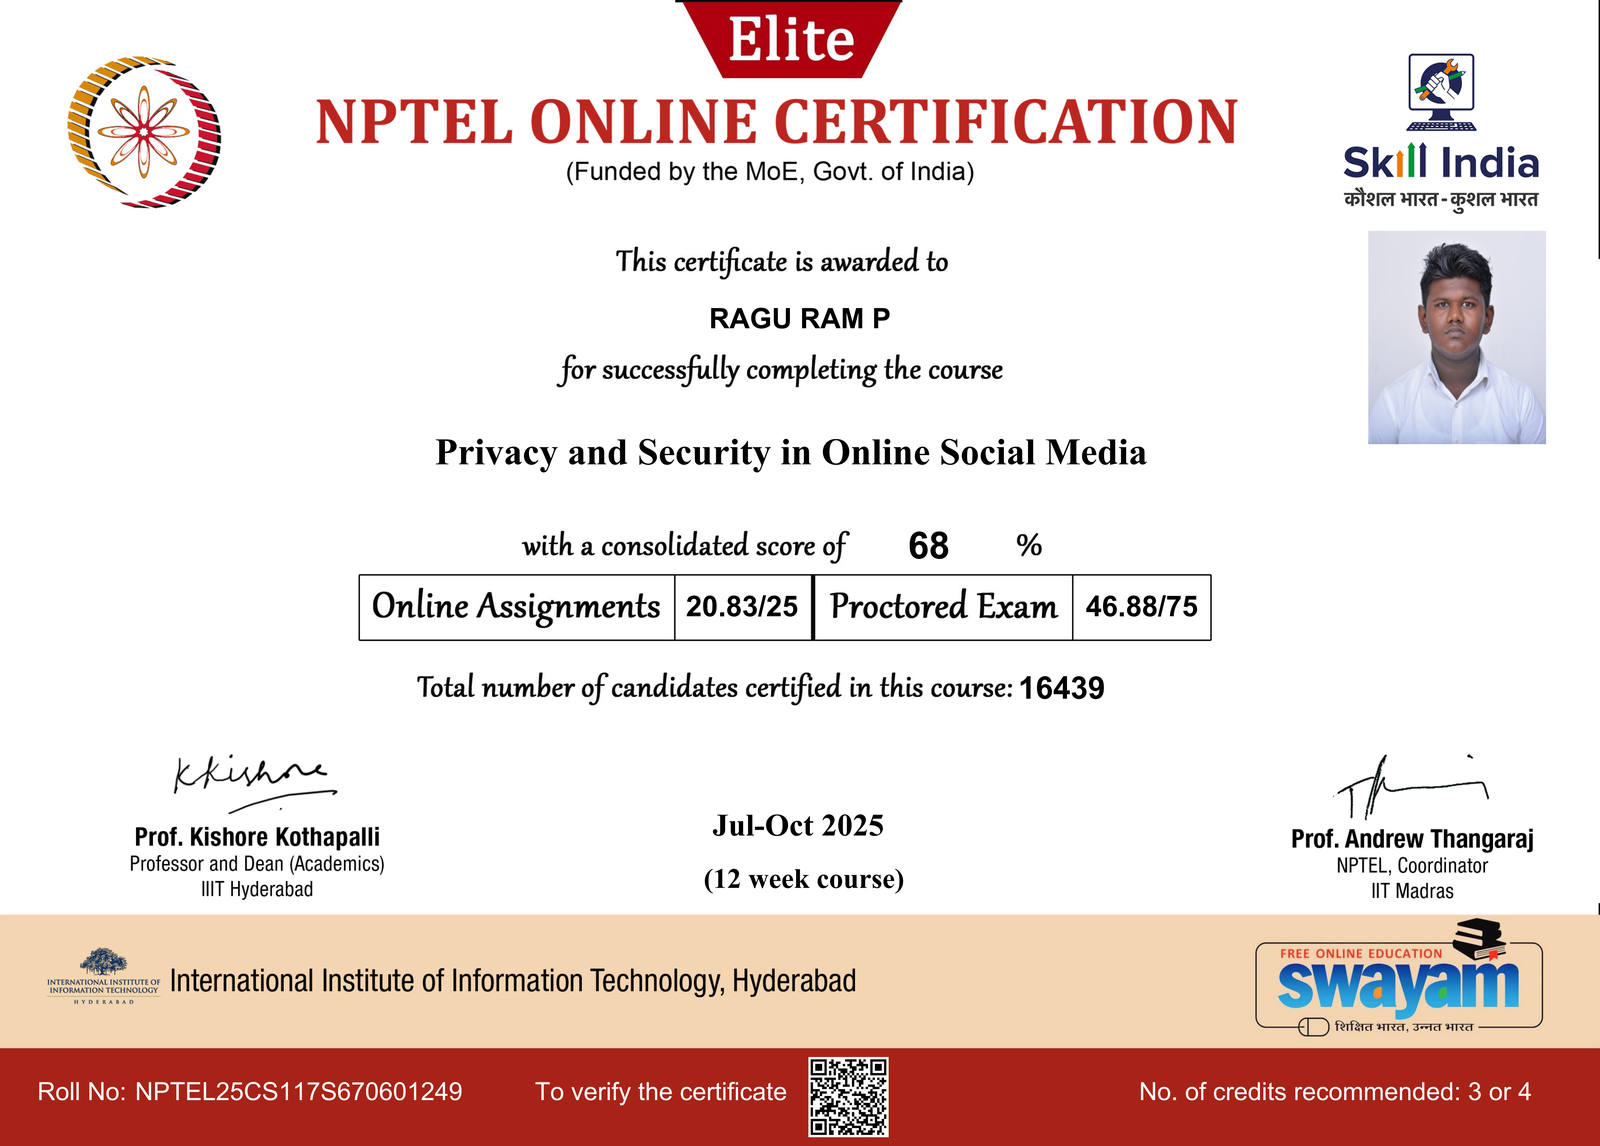 Elite
NPTEL ONLINE CERTIFICATION
(Funded by the MoE, Govt. of India)
Skill India
कौशल भारत - कुशल भारत
This certificate is awarded to
RAGU RAM P
for successfully completing the course
Privacy and Security in Online Social Media
with a consolidated score of 68 %
Online Assignments 20.83/25 Proctored Exam 46.88/75
Total number of candidates certified in this course: 16439
KKishore
Prof. Kishore Kothapalli
Professor and Dean (Academics)
IIIT Hyderabad
Jul-Oct 2025
(12 week course)
Prof. Andrew Thangaraj
NPTEL, Coordinator
IIT Madras
INTERNATIONAL INSTITUTE OF
INFORMATION TECHNOLOGY
HYDERABAD
International Institute of Information Technology, Hyderabad
FREE ONLINE EDUCATION
swayam
शिक्षित भारत, उन्नत भारत
Roll No: NPTEL25CS117S670601249
To verify the certificate
No. of credits recommended: 3 or 4